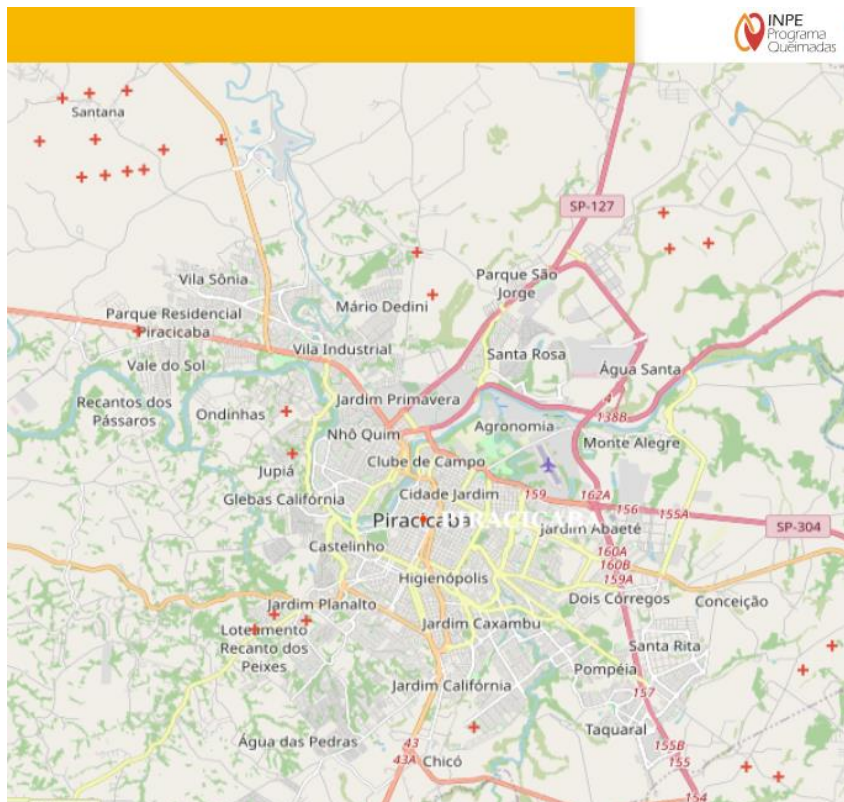 INPE
Programa
Queimadas
Santana
SP-127
Vila Sônia
Parque São
Jorge
Parque Residencial
Piracicaba
Mário Dedini
Vila Industrial
Santa Rosa
Vale do Sol
Água Santa
Recantos dos
Pássaros
Jardim Primavera
Ondinhas
138B
Agronomia
Nhô Quim
Monte Alegre
Jupiá
Clube de Campo
Glebas Califórnia
Cidade Jardim
159
162A
156
155A
Piracicaba
PIRACICABA
SP-304
Jardim Abaeté
Castelinho
160A
160B
159A
Higienópolis
Jardim Planalto
Dois Córregos
Conceição
Loteamento
Recanto dos
Peixes
Jardim Caxambu
Santa Rita
Pompéia
Jardim Califórnia
157
Taquaral
Água das Pedras
43
43A
Chicó
155B
155
154